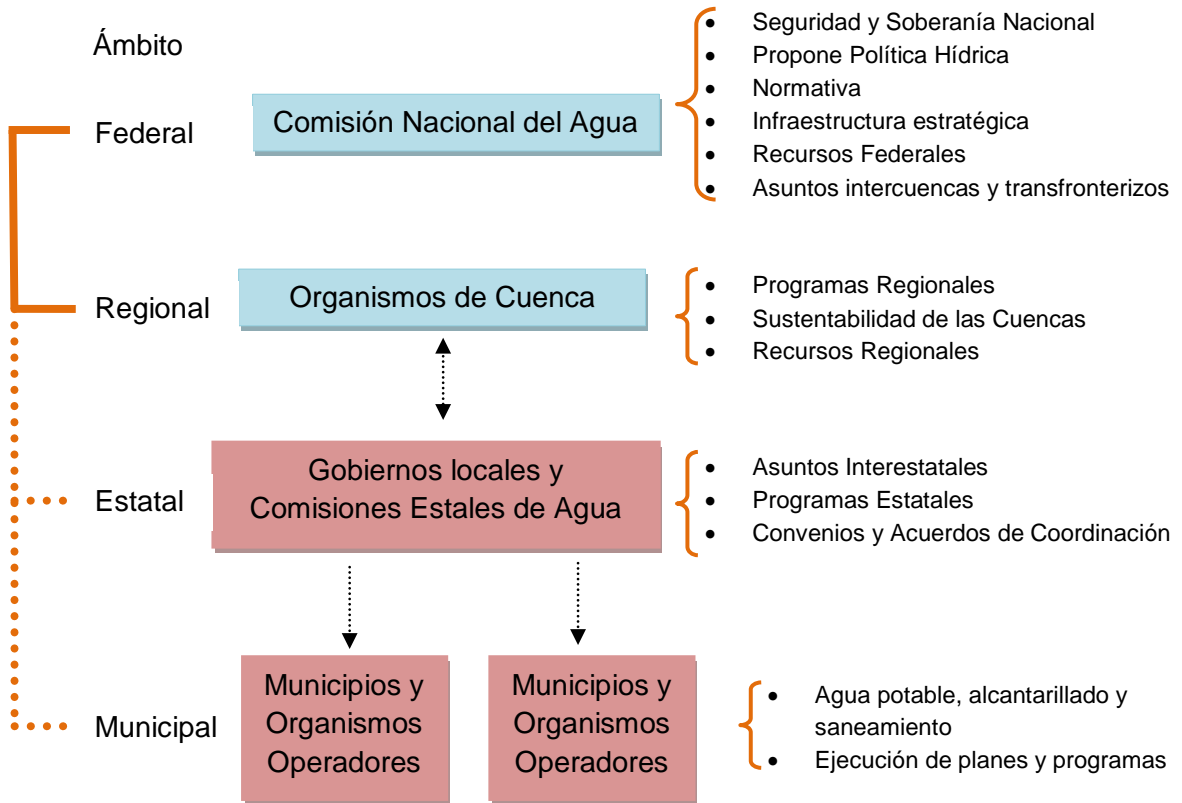 Ámbito
Federal
Comisión Nacional del Agua
• Seguridad y Soberanía Nacional
• Propone Política Hídrica
• Normativa
• Infraestructura estratégica
• Recursos Federales
• Asuntos intercuencas y transfronterizos
Regional
Organismos de Cuenca
• Programas Regionales
• Sustentabilidad de las Cuencas
• Recursos Regionales
Estatal
Gobiernos locales y
Comisiones Estales de Agua
• Asuntos Interestatales
• Programas Estatales
• Convenios y Acuerdos de Coordinación
Municipal
Municipios y
Organismos
Operadores
Municipios y
Organismos
Operadores
• Agua potable, alcantarillado y
saneamiento
• Ejecución de planes y programas